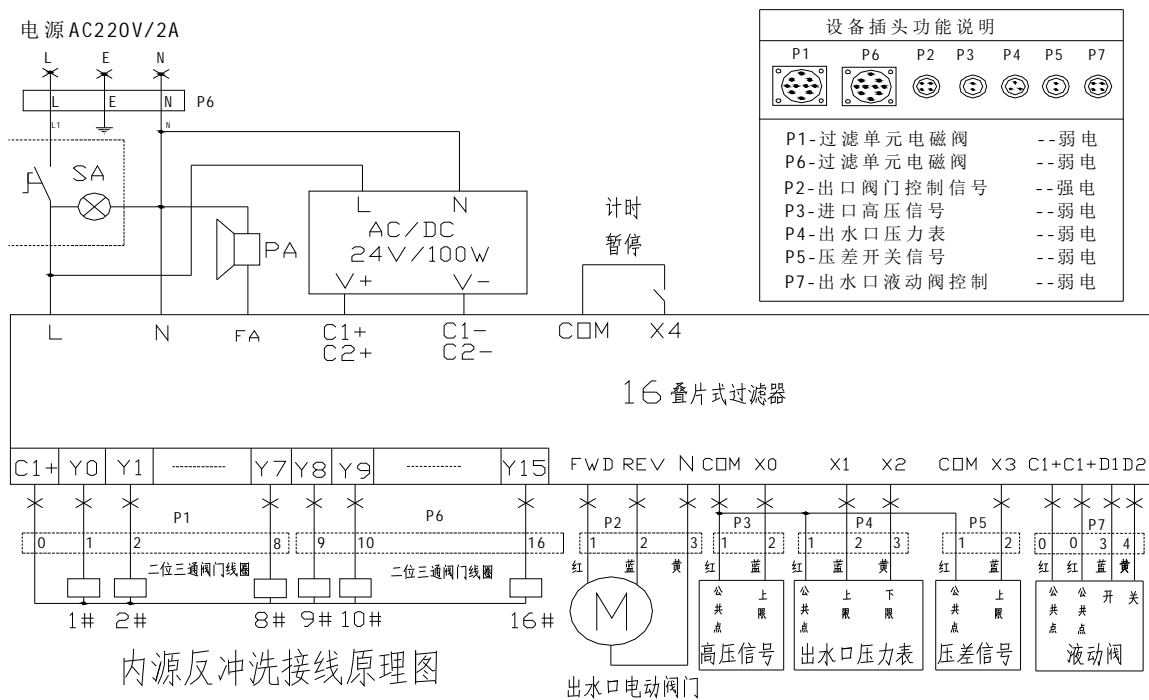 电源AC220V/2A
L E N
L E N P6
L1 N
SA
PA
L N
AC/DC
24V/100W
V+ V-
计时
暂停
设备插头功能说明
P1 P6 P2 P3 P4 P5 P7
P1-过滤单元电磁阀 --弱电
P6-过滤单元电磁阀 --弱电
P2-出口阀门控制信号 --强电
P3-进口高压信号 --弱电
P4-出水口压力表 --弱电
P5-压差开关信号 --弱电
P7-出水口液动阀控制 --弱电
L N FA C1+ C1- COM X4
C2+ C2-
16 叠片式过滤器
C1+ Y0 Y1 Y7 Y8 Y9 Y15 FWD REV N COM X0 X1 X2 COM X3 C1+ C1+ D1 D2
P1 P6 P2 P3 P4 P5 P7
0 1 2 8 9 10 16 1 2 3 1 2 1 2 3 1 2 0 0 3 4
二位三通阀门线圈 二位三通阀门线圈 红 蓝 黄 红 蓝 红 蓝 黄 红 蓝 红 红 蓝 黄
1# 2# 8# 9# 10# 16#
M
公共点 上限 公共点 上限 下限 公共点 上限 公共点 公共点 开 关
高压信号 出水口压力表 压差信号 液动阀
内源反冲洗接线原理图
出水口电动阀门